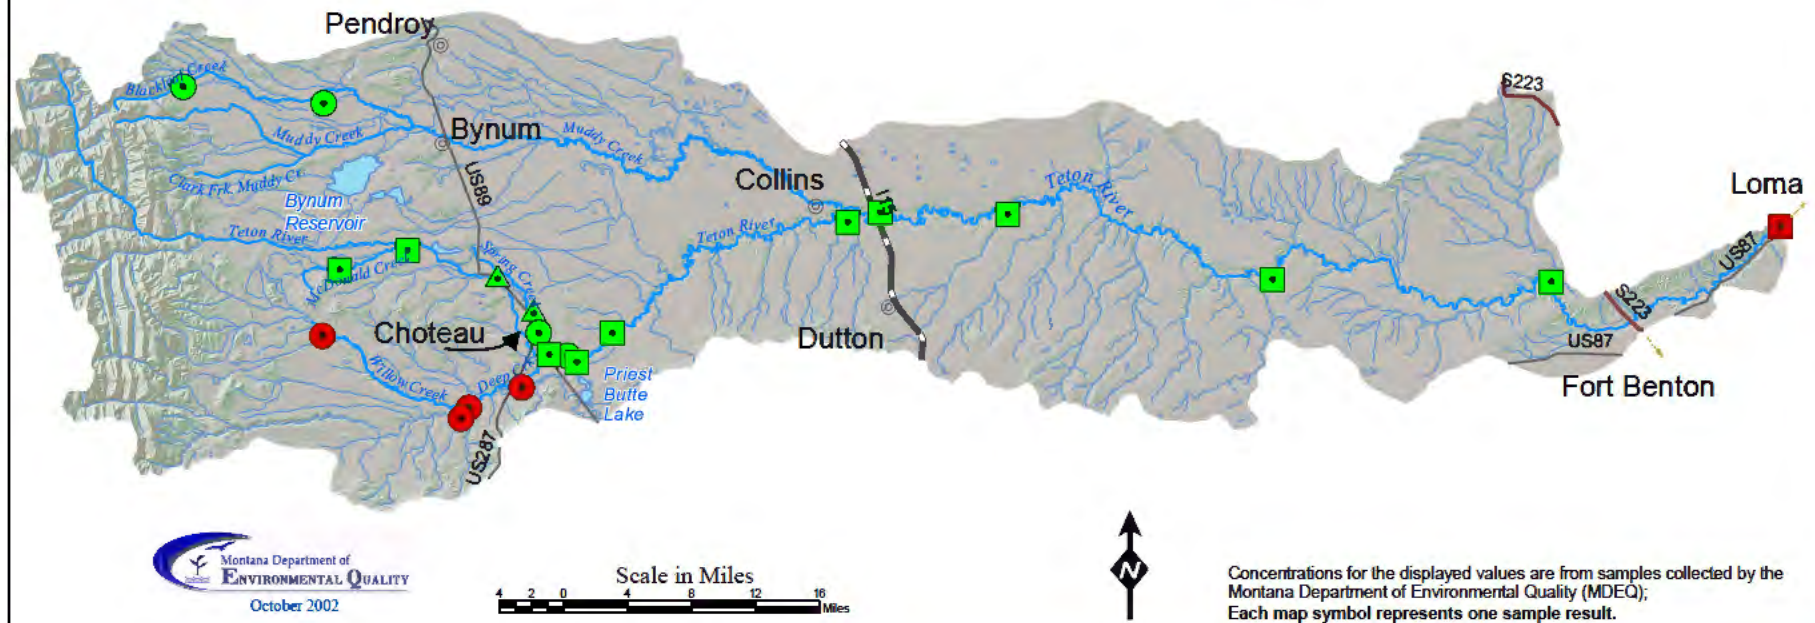 Pendroy
S223
Blackleaf Creek
Muddy Creek
Bynum
Muddy Creek
Clark Frk. Muddy Cr.
US89
Collins
Teton River
Loma
Bynum
Reservoir
I15
Teton River
Teton River
Spring Creek
McDonald Creek
US87
S223
Choteau
Dutton
US87
Willow Creek
Deep
Priest
Butte
Lake
Fort Benton
US287
Montana Department of
ENVIRONMENTAL QUALITY
October 2002
Scale in Miles
4 2 0 4 8 12 16
Miles
N
Concentrations for the displayed values are from samples collected by the
Montana Department of Environmental Quality (MDEQ);
Each map symbol represents one sample result.